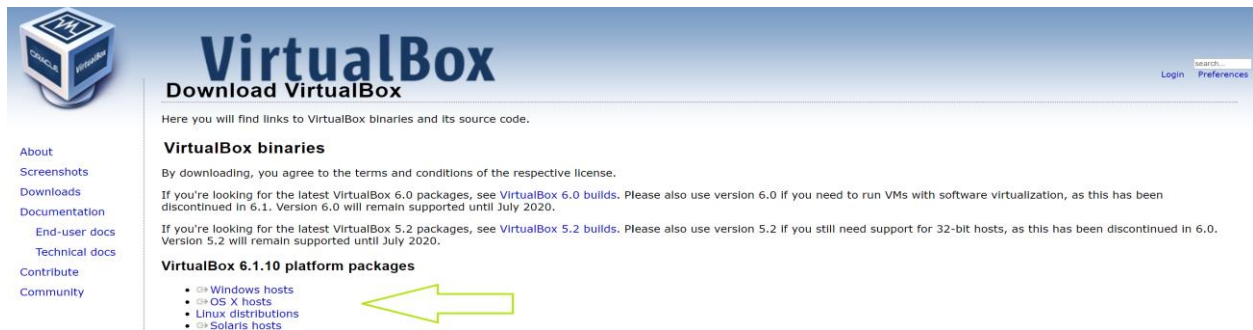 VirtualBox
search...
Login Preferences
Download VirtualBox
Here you will find links to VirtualBox binaries and its source code.
About
Screenshots
Downloads
Documentation
End-user docs
Technical docs
Contribute
Community
VirtualBox binaries
By downloading, you agree to the terms and conditions of the respective license.
If you're looking for the latest VirtualBox 6.0 packages, see VirtualBox 6.0 builds. Please also use version 6.0 if you need to run VMs with software virtualization, as this has been
discontinued in 6.1. Version 6.0 will remain supported until July 2020.
If you're looking for the latest VirtualBox 5.2 packages, see VirtualBox 5.2 builds. Please also use version 5.2 if you still need support for 32-bit hosts, as this has been discontinued in 6.0.
Version 5.2 will remain supported until July 2020.
VirtualBox 6.1.10 platform packages
Windows hosts
OS X hosts
Linux distributions
Solaris hosts
ORACLE
VirtualBox